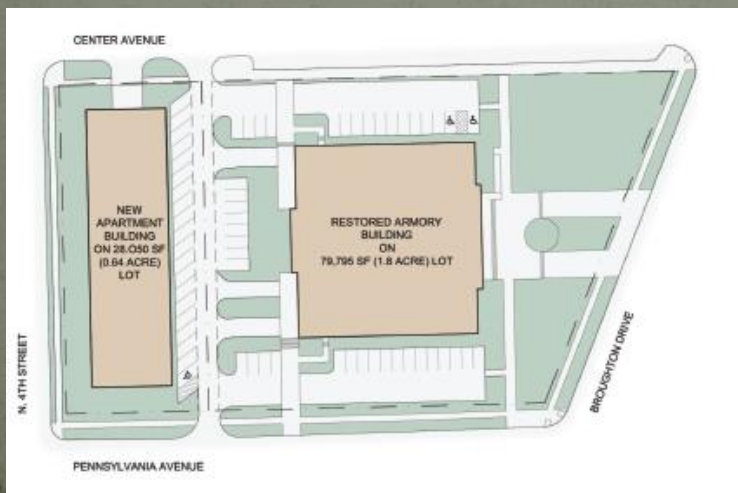 CENTER AVENUE
NEW
APARTMENT
BUILDING
ON 28.O50 SF
(0.64 ACRE)
LOT
RESTORED ARMORY
BUILDING
ON
79,795 SF (1.8 ACRE) LOT
N. 4TH STREET
BROUGHTON DRIVE
PENNSYLVANIA AVENUE